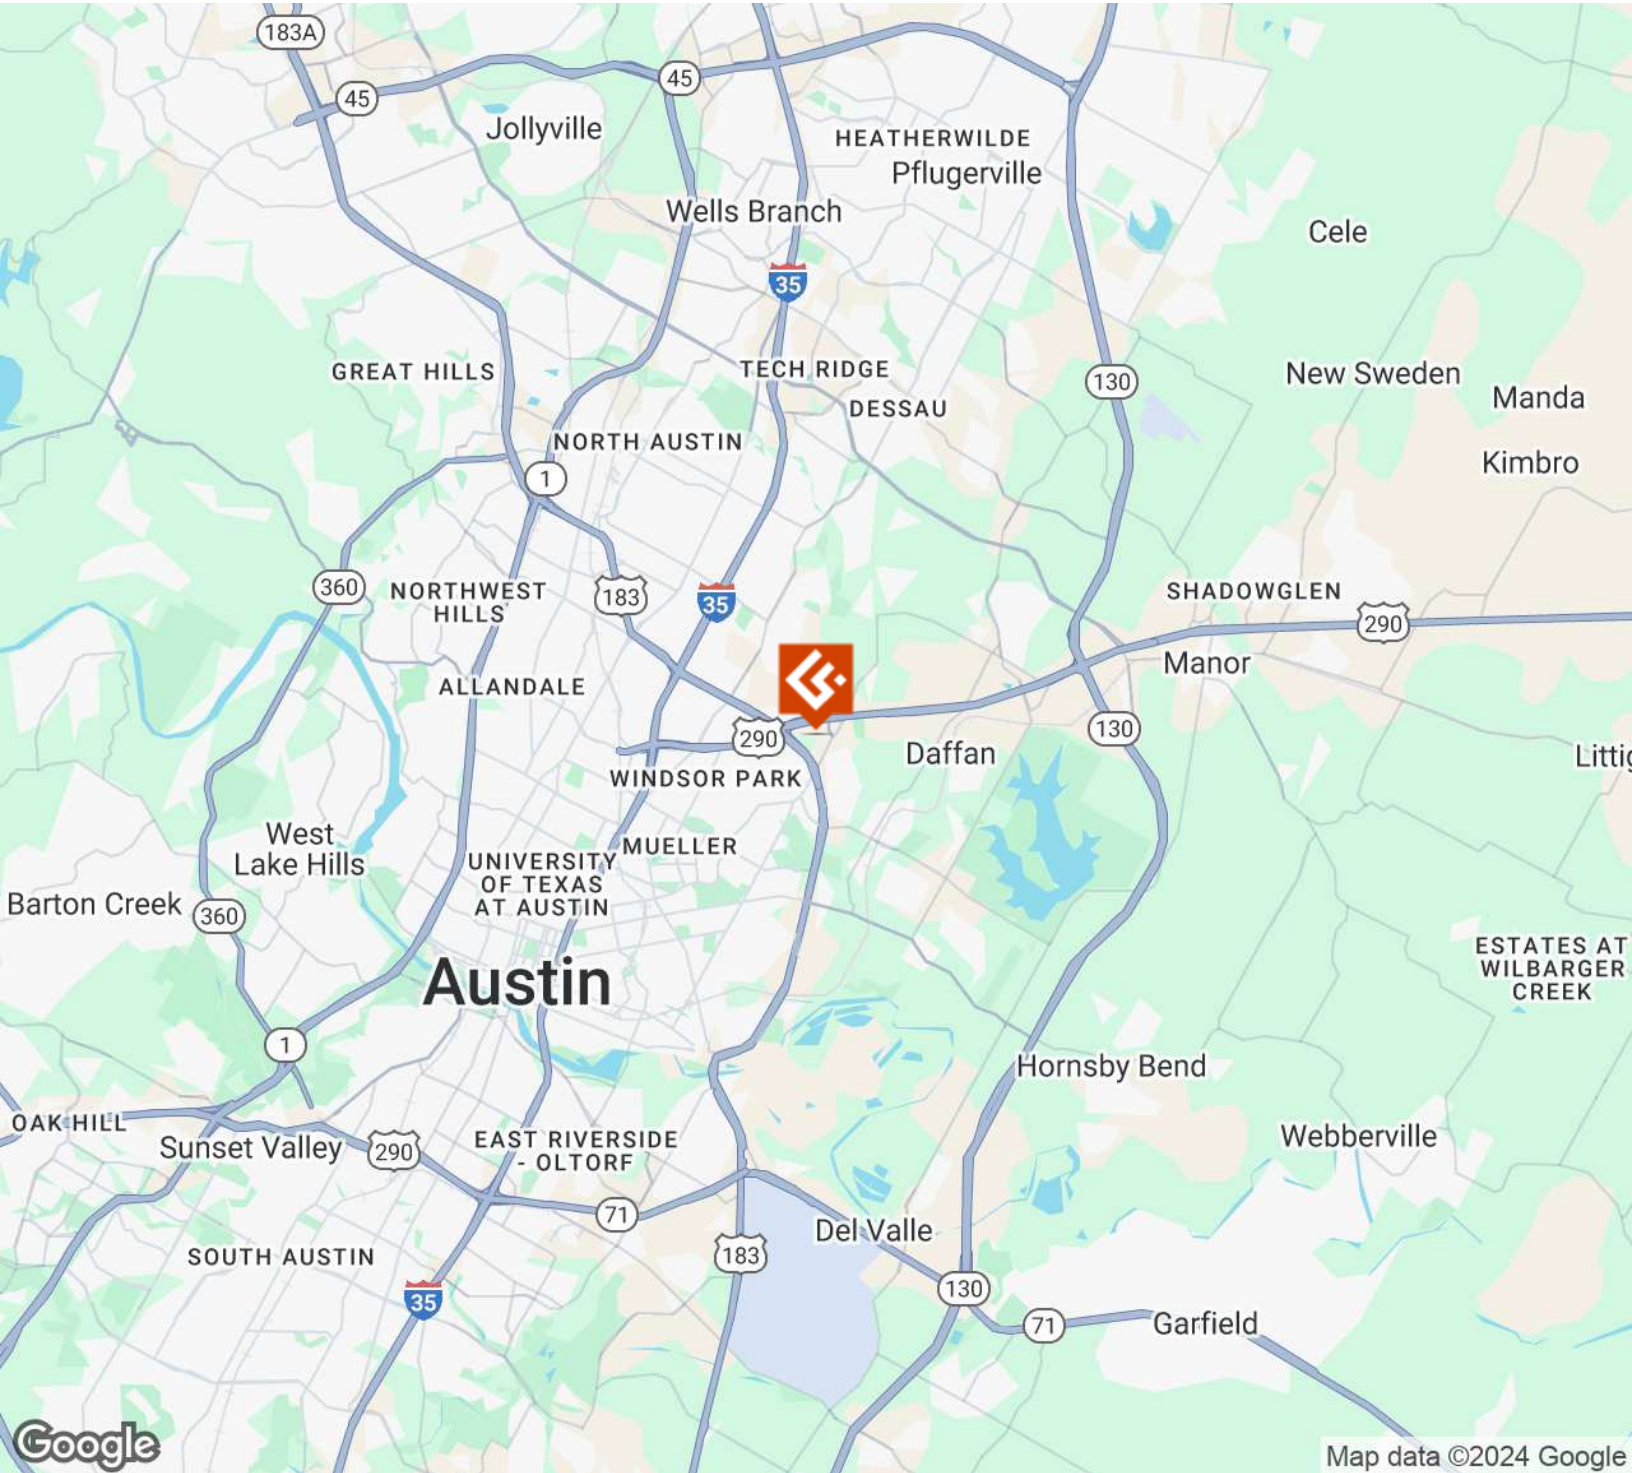 183A
45
45
Jollyville
HEATHERWILDE
Pflugerville
Wells Branch
Cele
35
GREAT HILLS
TECH RIDGE
130
New Sweden
Manda
DESSAU
NORTH AUSTIN
Kimbro
1
360
NORTHWEST
HILLS
183
35
SHADOWGLEN
290
Manor
ALLANDALE
290
130
Daffan
Littig
WINDSOR PARK
West
Lake Hills
MUELLER
UNIVERSITY
OF TEXAS
AT AUSTIN
Barton Creek
360
ESTATES AT
WILBARGER
CREEK
Austin
1
Hornsby Bend
OAK HILL
Sunset Valley
290
EAST RIVERSIDE
- OLTORF
Webberville
71
Del Valle
183
SOUTH AUSTIN
35
130
71
Garfield
Google
Map data ©2024 Google